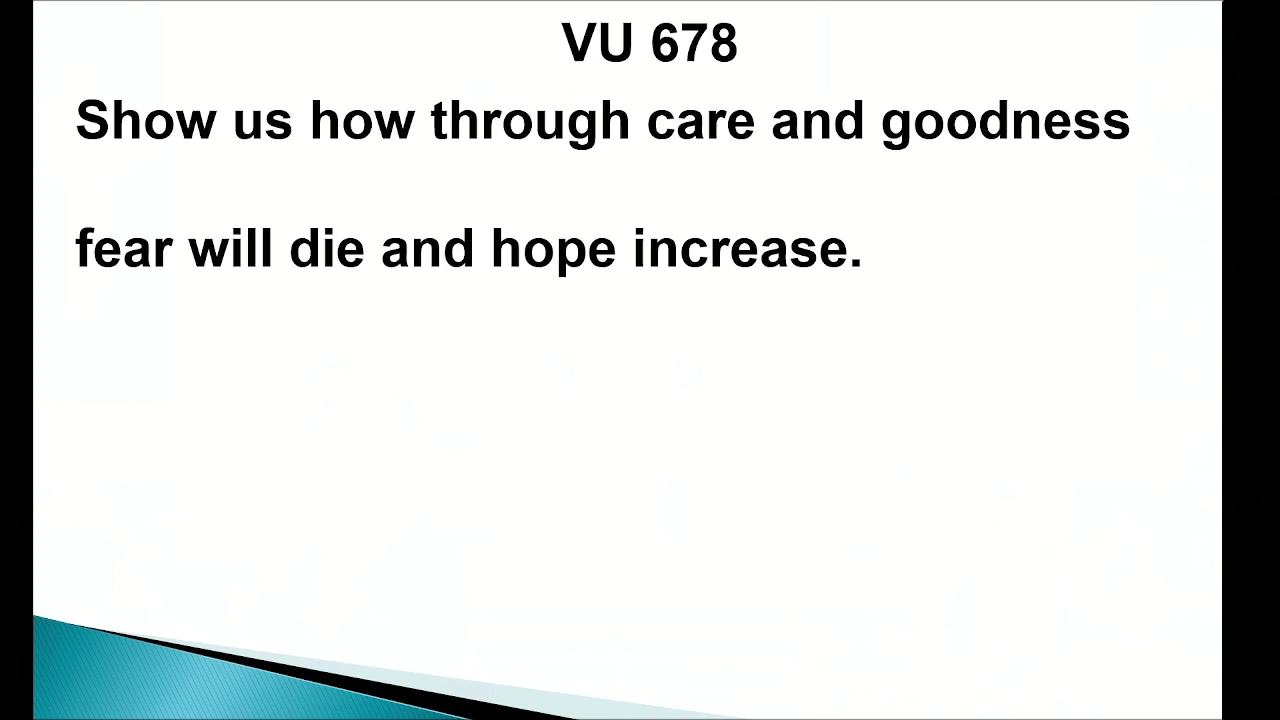 VU 678
Show us how through care and goodness
fear will die and hope increase.